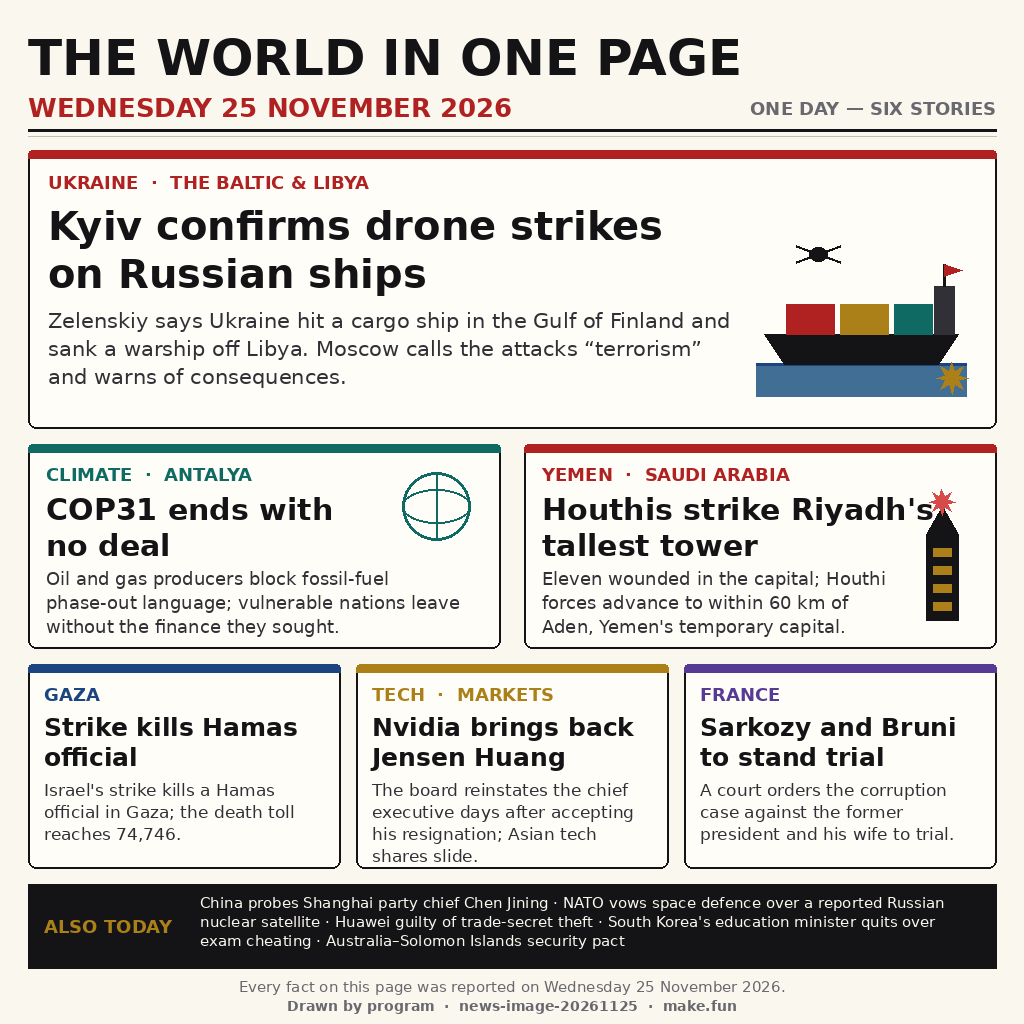 THE WORLD IN ONE PAGE
WEDNESDAY 25 NOVEMBER 2026
ONE DAY — SIX STORIES
UKRAINE · THE BALTIC & LIBYA
Kyiv confirms drone strikes
on Russian ships
Zelenskiy says Ukraine hit a cargo ship in the Gulf of Finland and
sank a warship off Libya. Moscow calls the attacks “terrorism”
and warns of consequences.
CLIMATE · ANTALYA
COP31 ends with
no deal
Oil and gas producers block fossil-fuel
phase-out language; vulnerable nations leave
without the finance they sought.
YEMEN · SAUDI ARABIA
Houthis strike Riyadh's
tallest tower
Eleven wounded in the capital; Houthi
forces advance to within 60 km of
Aden, Yemen's temporary capital.
GAZA
Strike kills Hamas
official
Israel's strike kills a Hamas
official in Gaza; the death toll
reaches 74,746.
TECH · MARKETS
Nvidia brings back
Jensen Huang
The board reinstates the chief
executive days after accepting
his resignation; Asian tech
shares slide.
FRANCE
Sarkozy and Bruni
to stand trial
A court orders the corruption
case against the former
president and his wife to trial.
ALSO TODAY
China probes Shanghai party chief Chen Jining · NATO vows space defence over a reported Russian
nuclear satellite · Huawei guilty of trade-secret theft · South Korea's education minister quits over
exam cheating · Australia–Solomon Islands security pact
Every fact on this page was reported on Wednesday 25 November 2026.
Drawn by program · news-image-20261125 · make.fun